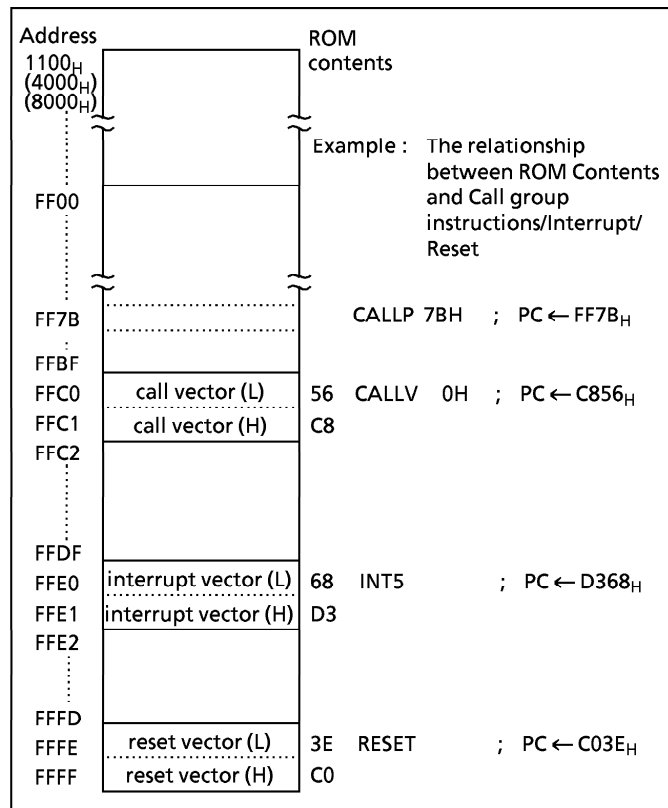 Address ROM
1100H contents
(4000H)
(8000H)
Example : The relationship
between ROM Contents
and Call group
instructions/Interrupt/
Reset
FF00
FF7B CALLP 7BH ; PC ← FF7BH
FFBF
FFC0 call vector (L) 56 CALLV 0H ; PC ← C856H
FFC1 call vector (H) C8
FFC2
FFDF
FFE0 interrupt vector (L) 68 INT5 ; PC ← D368H
FFE1 interrupt vector (H) D3
FFE2
FFFD
FFFE reset vector (L) 3E RESET ; PC ← C03EH
FFFF reset vector (H) C0